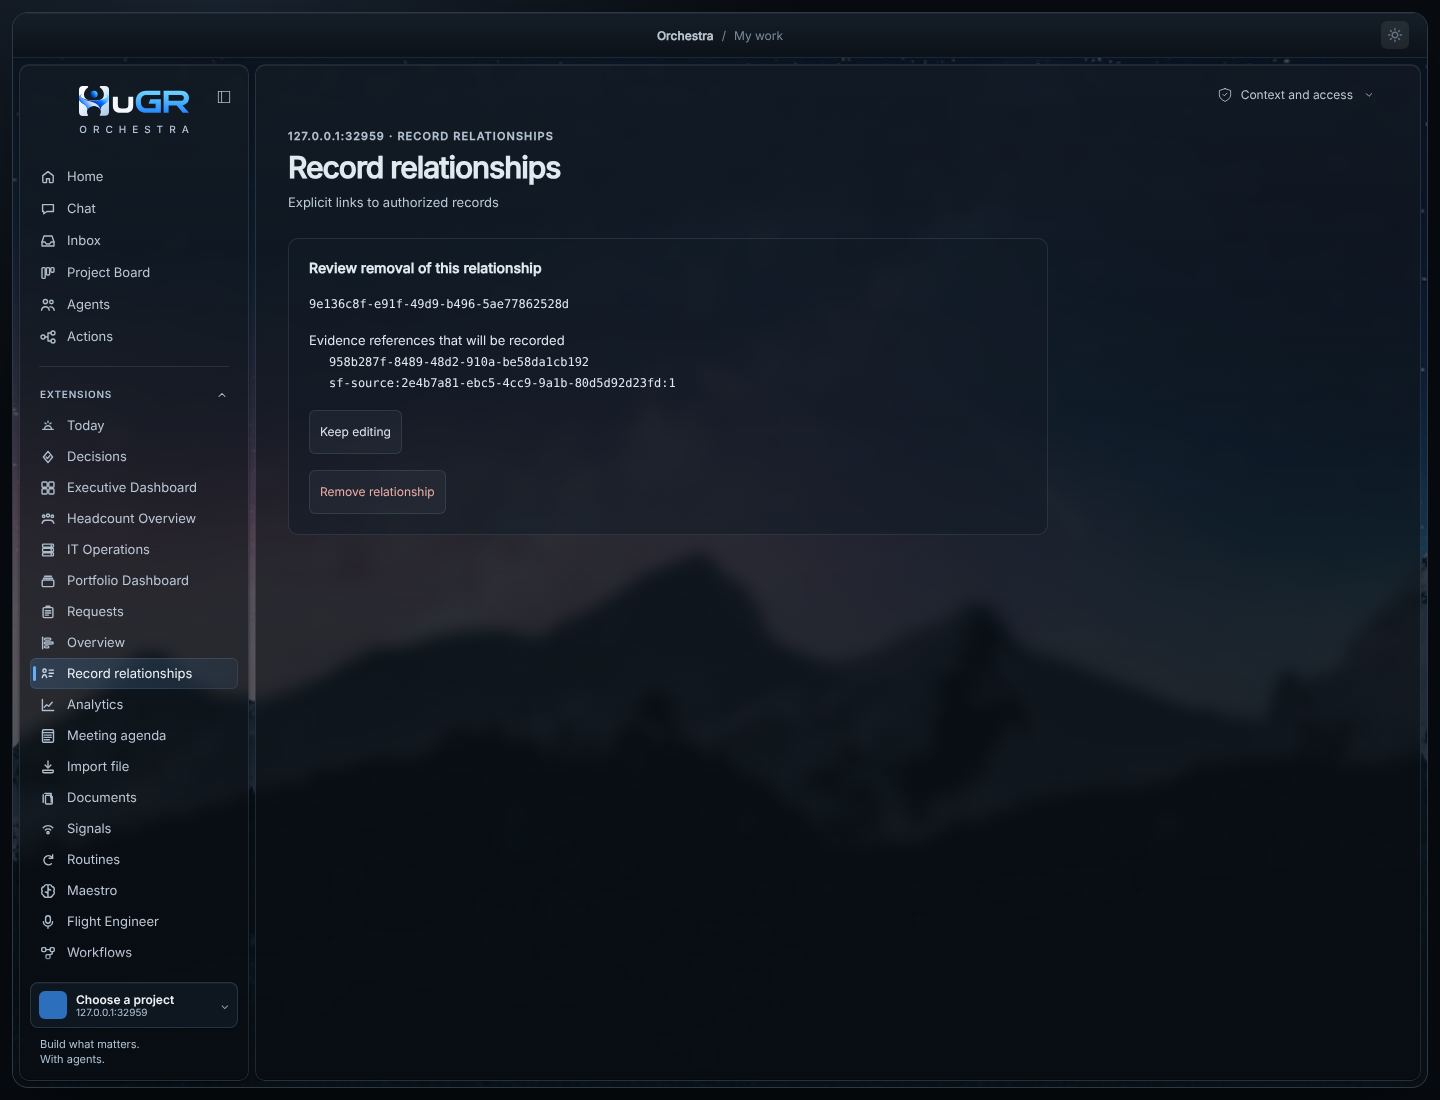 Orchestra / My work
HuGR
ORCHESTRA
Home
Chat
Inbox
Project Board
Agents
Actions
EXTENSIONS
Today
Decisions
Executive Dashboard
Headcount Overview
IT Operations
Portfolio Dashboard
Requests
Overview
Record relationships
Analytics
Meeting agenda
Import file
Documents
Signals
Routines
Maestro
Flight Engineer
Workflows
Choose a project
127.0.0.1:32959
Build what matters.
With agents.
Context and access
127.0.0.1:32959 · RECORD RELATIONSHIPS
Record relationships
Explicit links to authorized records
Review removal of this relationship
9e136c8f-e91f-49d9-b496-5ae77862528d
Evidence references that will be recorded
958b287f-8489-48d2-910a-be58da1cb192
sf-source:2e4b7a81-ebc5-4cc9-9a1b-80d5d92d23fd:1
Keep editing
Remove relationship